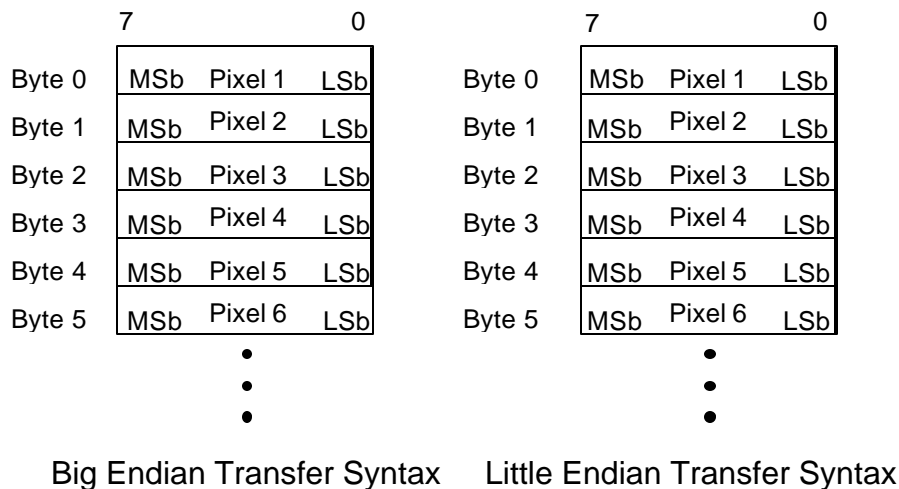 7 0 7 0
Byte 0 MSb Pixel 1 LSb Byte 0 MSb Pixel 1 LSb
Byte 1 MSb Pixel 2 LSb Byte 1 MSb Pixel 2 LSb
Byte 2 MSb Pixel 3 LSb Byte 2 MSb Pixel 3 LSb
Byte 3 MSb Pixel 4 LSb Byte 3 MSb Pixel 4 LSb
Byte 4 MSb Pixel 5 LSb Byte 4 MSb Pixel 5 LSb
Byte 5 MSb Pixel 6 LSb Byte 5 MSb Pixel 6 LSb
Big Endian Transfer Syntax Little Endian Transfer Syntax